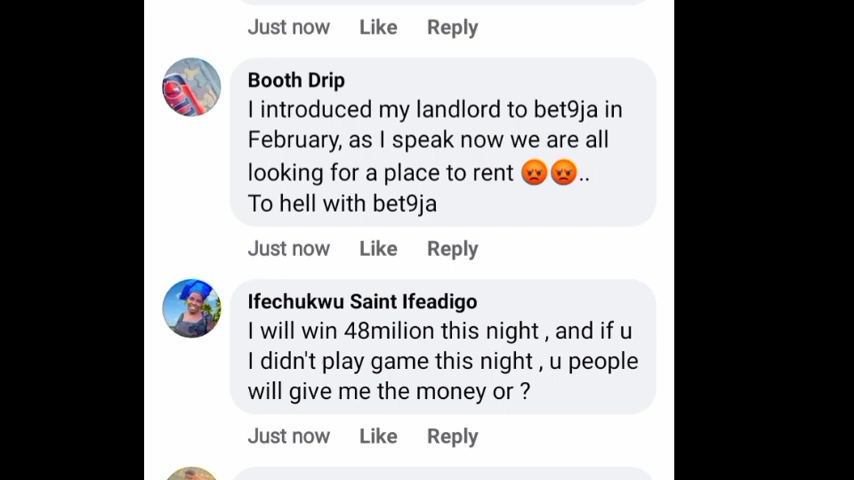 Just now Like Reply
Booth Drip
I introduced my landlord to bet9ja in
February, as I speak now we are all
looking for a place to rent 😡😡..
To hell with bet9ja
Just now Like Reply
Ifechukwu Saint Ifeadigo
I will win 48milion this night , and if u
I didn't play game this night , u people
will give me the money or ?
Just now Like Reply